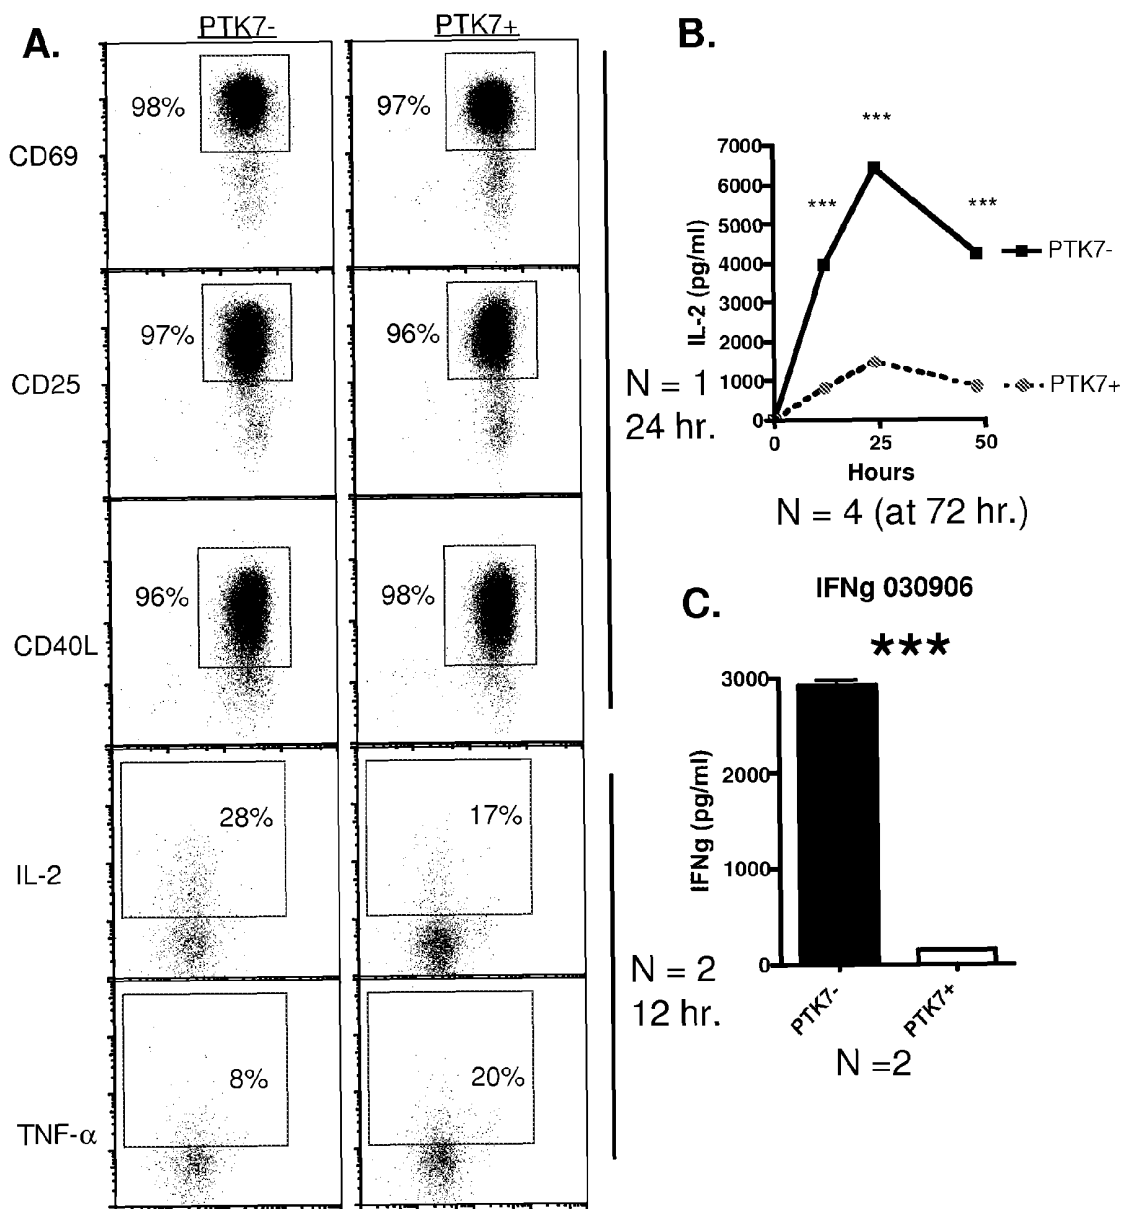 A.
PTK7-
PTK7+
98%
97%
CD69
97%
96%
CD25
96%
98%
CD40L
28%
17%
IL-2
8%
20%
TNF-α
N = 1
24 hr.
N = 2
12 hr.
B.
***
***
***
7000
6000
5000
4000
3000
2000
1000
0
IL-2 (pg/ml)
0
25
50
Hours
PTK7-
PTK7+
N = 4 (at 72 hr.)
C.
IFNg 030906
***
3000
2000
1000
0
IFNg (pg/ml)
PTK7-
PTK7+
N =2